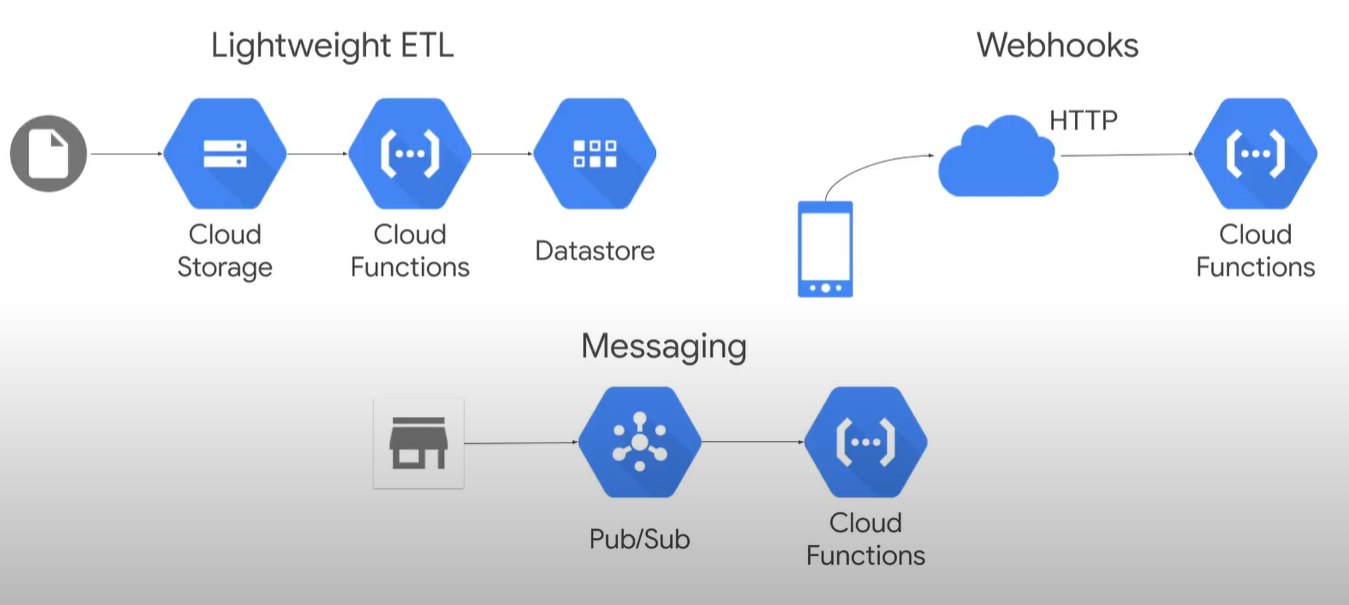 Lightweight ETL
Cloud
Storage
Cloud
Functions
Datastore
Webhooks
HTTP
Cloud
Functions
Messaging
Pub/Sub
Cloud
Functions